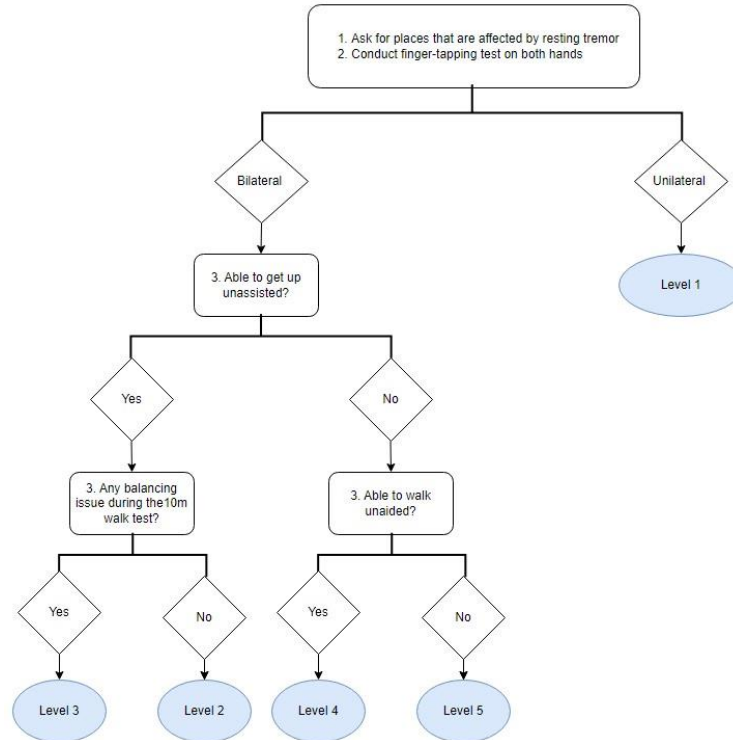 1. Ask for places that are affected by resting tremor
2. Conduct finger-tapping test on both hands
Bilateral
Unilateral
3. Able to get up
unassisted?
Level 1
Yes
No
3. Any balancing
issue during the10m
walk test?
3. Able to walk
unaided?
Yes
No
Yes
No
Level 3
Level 2
Level 4
Level 5